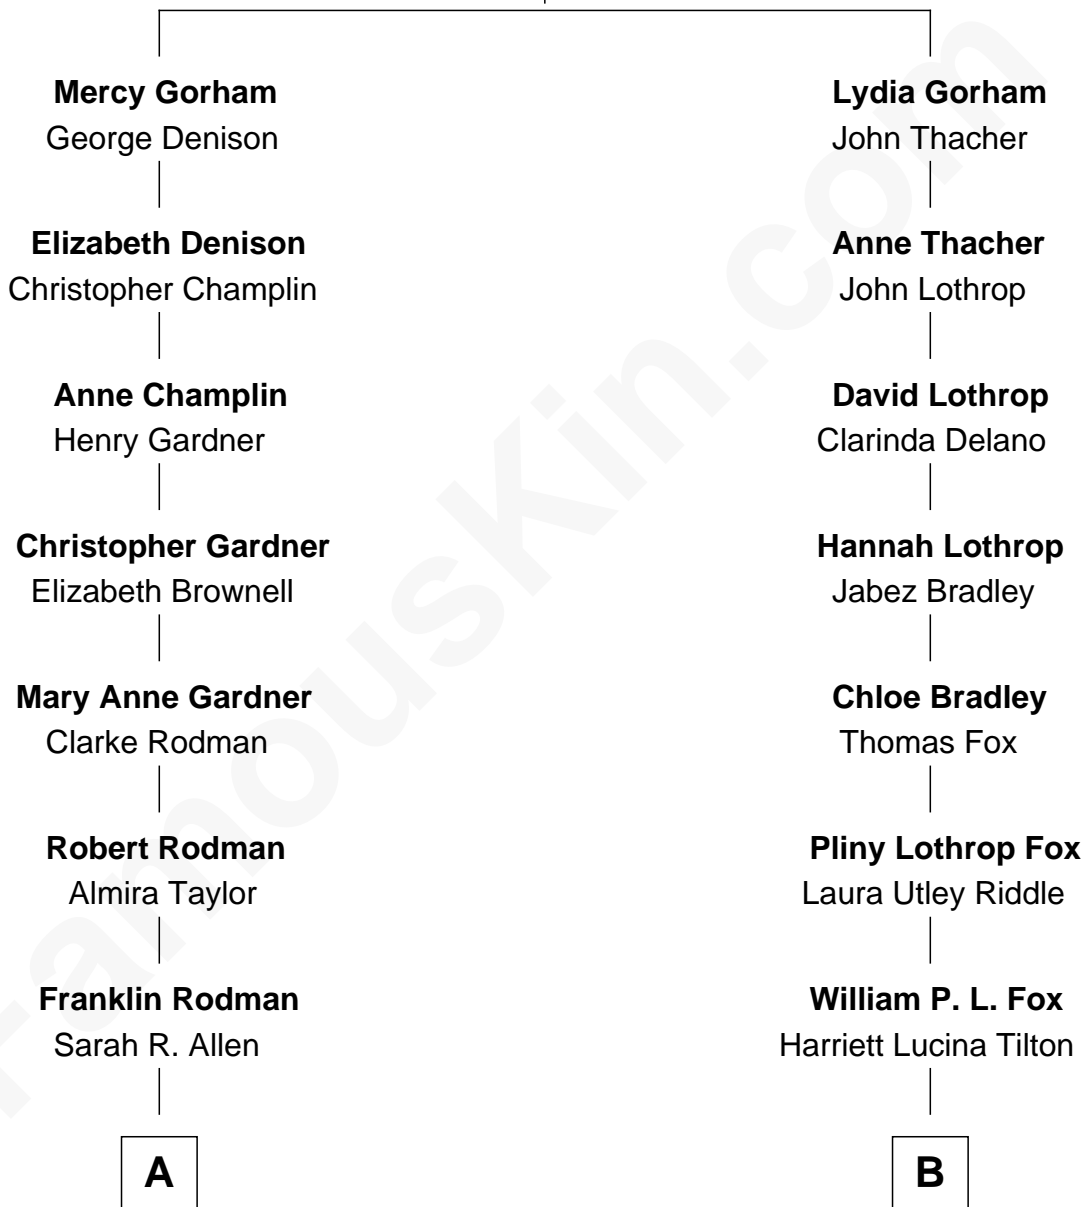 Mercy Gorham
George Denison
Elizabeth Denison
Christopher Champlin
Anne Champlin
Henry Gardner
Christopher Gardner
Elizabeth Brownell
Mary Anne Gardner
Clarke Rodman
Robert Rodman
Almira Taylor
Franklin Rodman
Sarah R. Allen
A
Lydia Gorham
John Thacher
Anne Thacher
John Lothrop
David Lothrop
Clarinda Delano
Hannah Lothrop
Jabez Bradley
Chloe Bradley
Thomas Fox
Pliny Lothrop Fox
Laura Utley Riddle
William P. L. Fox
Harriett Lucina Tilton
B
FamousKin.com